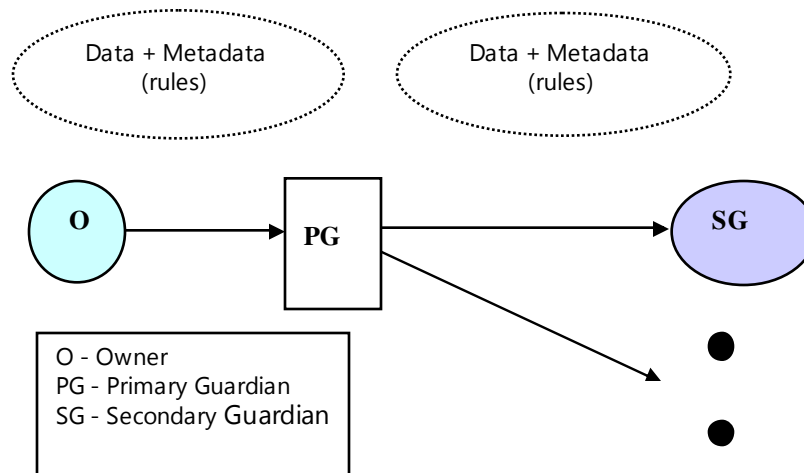 Data + Metadata
(rules)
Data + Metadata
(rules)
O
PG
SG
O - Owner
PG - Primary Guardian
SG - Secondary Guardian